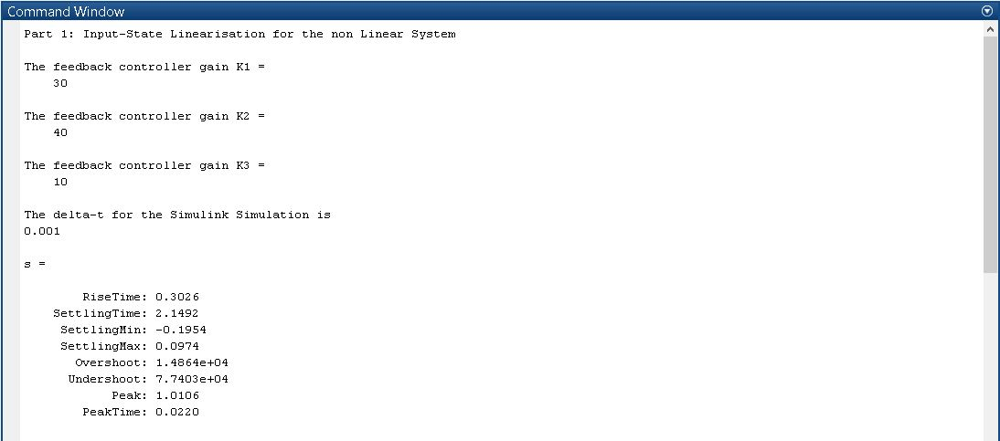 Command Window
Part 1: Input-State Linearisation for the non Linear System
The feedback controller gain K1 =
30
The feedback controller gain K2 =
40
The feedback controller gain K3 =
10
The delta-t for the Simulink Simulation is
0.001
s =
RiseTime: 0.3026
SettlingTime: 2.1492
SettlingMin: -0.1954
SettlingMax: 0.0974
Overshoot: 1.4864e+04
Undershoot: 7.7403e+04
Peak: 1.0106
PeakTime: 0.0220